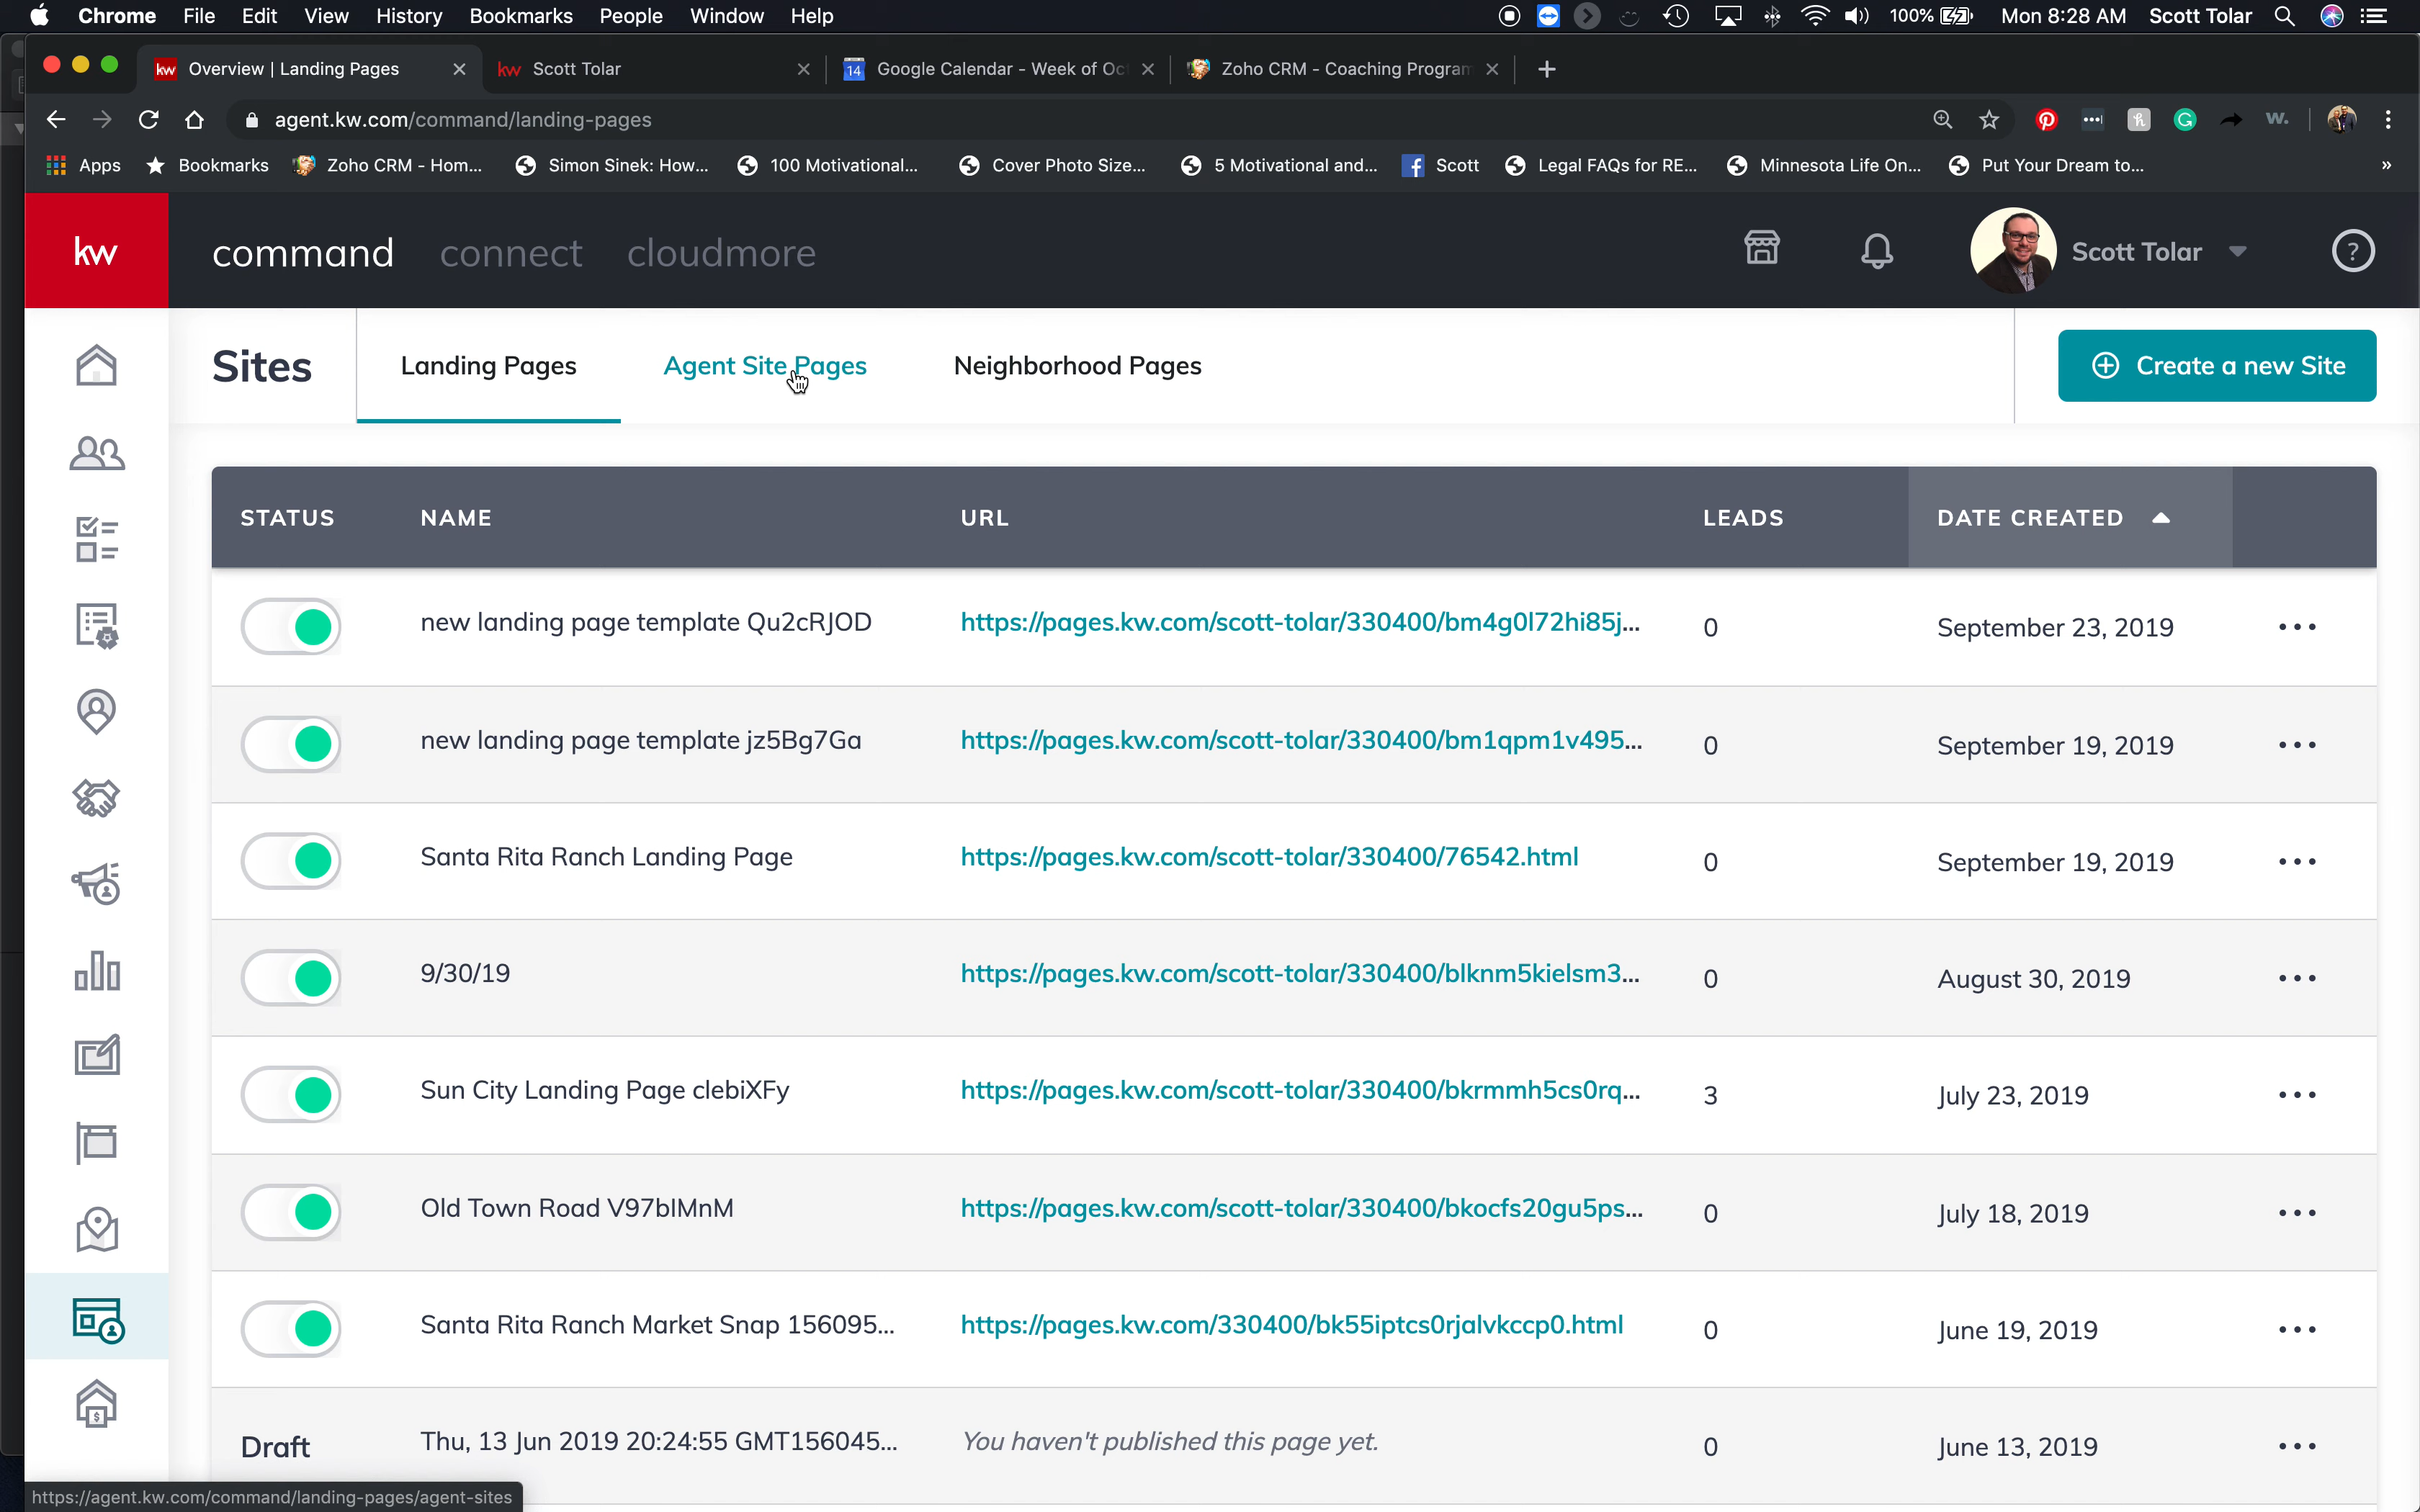 Chrome File Edit View History Bookmarks People Window Help 100% Mon 8:28 AM Scott Tolar
kw Overview | Landing Pages kw Scott Tolar 14 Google Calendar - Week of Oct Zoho CRM - Coaching Program
agent.kw.com/command/landing-pages
Apps Bookmarks Zoho CRM - Hom... Simon Sinek: How... 100 Motivational... Cover Photo Size... 5 Motivational and... Scott Legal FAQs for RE... Minnesota Life On... Put Your Dream to... »
kw command connect cloudmore Scott Tolar ?
Sites Landing Pages Agent Site Pages Neighborhood Pages Create a new Site
STATUS NAME URL LEADS DATE CREATED
new landing page template Qu2cRJOD https://pages.kw.com/scott-tolar/330400/bm4g0l72hi85j... 0 September 23, 2019
new landing page template jz5Bg7Ga https://pages.kw.com/scott-tolar/330400/bm1qpm1v495... 0 September 19, 2019
Santa Rita Ranch Landing Page https://pages.kw.com/scott-tolar/330400/76542.html 0 September 19, 2019
9/30/19 https://pages.kw.com/scott-tolar/330400/blknm5kielsm3... 0 August 30, 2019
Sun City Landing Page clebiXFy https://pages.kw.com/scott-tolar/330400/bkrmmh5cs0rq... 3 July 23, 2019
Old Town Road V97blMnM https://pages.kw.com/scott-tolar/330400/bkocfs20gu5ps... 0 July 18, 2019
Santa Rita Ranch Market Snap 156095... https://pages.kw.com/330400/bk55iptcs0rjalvkccp0.html 0 June 19, 2019
Draft Thu, 13 Jun 2019 20:24:55 GMT156045... You haven't published this page yet. 0 June 13, 2019
https://agent.kw.com/command/landing-pages/agent-sites